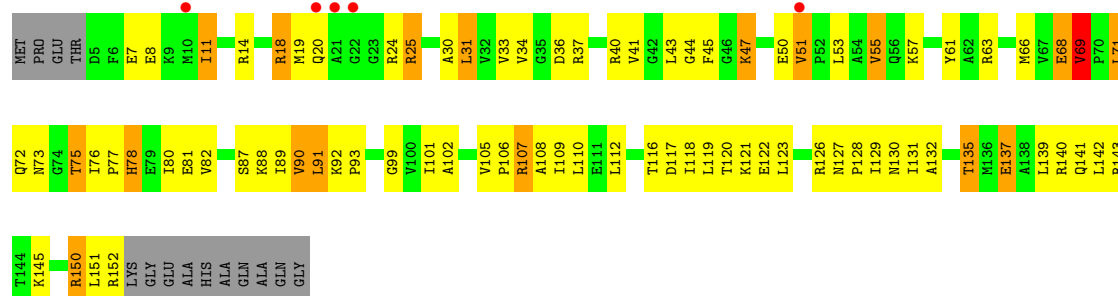 MET PRO GLU THR D5 F6 E7 E8 K9 M10 I11 R14 R18 M19 Q20 A21 G22 G23 R24 R25 A30 L31 V32 V33 V34 G35 D36 R37 R40 V41 G42 L43 G44 F45 G46 K47 E50 V51 P52 L53 A54 V55 Q56 K57 Y61 A62 R63 M66 V67 E68 V69 P70 L71
Q72 N73 G74 T75 I76 P77 H78 E79 I80 E81 V82 S87 K88 I89 V90 L91 K92 P93 G99 V100 I101 A102 V105 P106 R107 A108 I109 L110 E111 L112 T116 D117 I118 L119 T120 K121 E122 L123 R126 N127 P128 I129 N130 I131 A132 T135 M136 E137 A138 L139 R140 Q141 L142
T144 K145 R150 L151 R152 LYS GLY GLU ALA HIS ALA GLN ALA GLN GLY